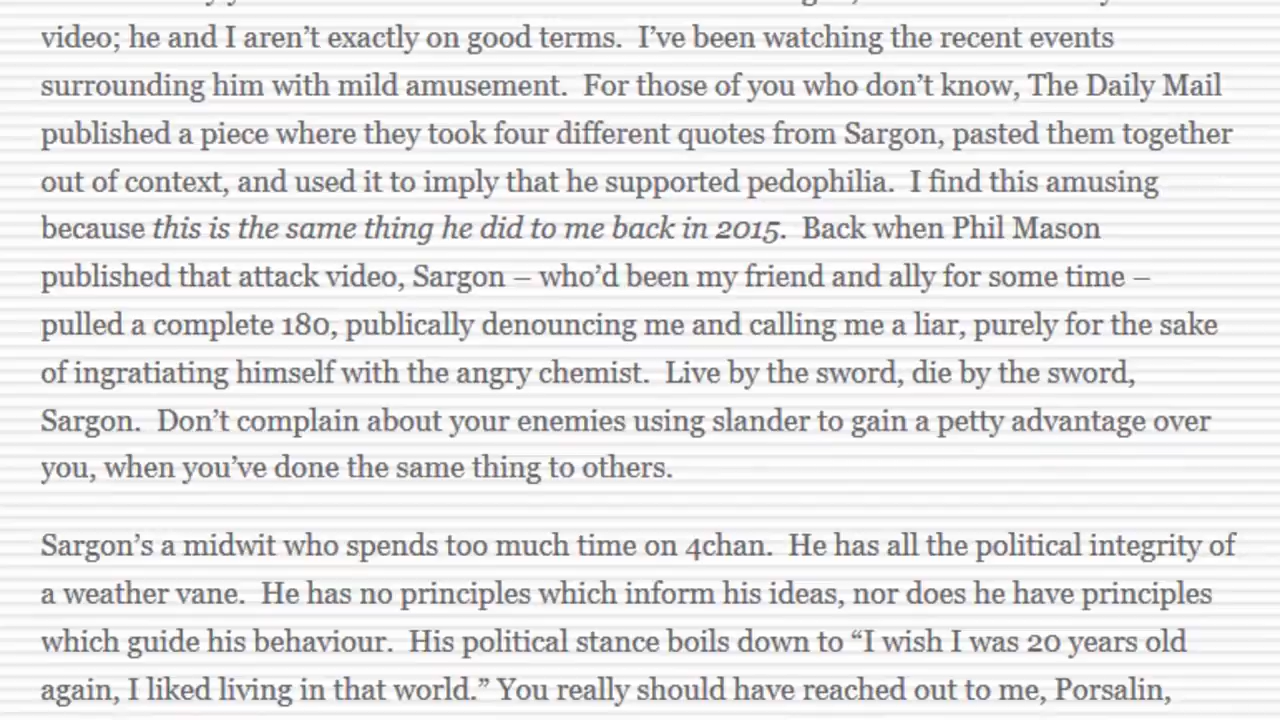 video; he and I aren’t exactly on good terms.  I’ve been watching the recent events
surrounding him with mild amusement.  For those of you who don’t know, The Daily Mail
published a piece where they took four different quotes from Sargon, pasted them together
out of context, and used it to imply that he supported pedophilia.  I find this amusing
because this is the same thing he did to me back in 2015.  Back when Phil Mason
published that attack video, Sargon – who’d been my friend and ally for some time –
pulled a complete 180, publically denouncing me and calling me a liar, purely for the sake
of ingratiating himself with the angry chemist.  Live by the sword, die by the sword,
Sargon.  Don’t complain about your enemies using slander to gain a petty advantage over
you, when you’ve done the same thing to others.
Sargon’s a midwit who spends too much time on 4chan.  He has all the political integrity of
a weather vane.  He has no principles which inform his ideas, nor does he have principles
which guide his behaviour.  His political stance boils down to “I wish I was 20 years old
again, I liked living in that world.” You really should have reached out to me, Porsalin,